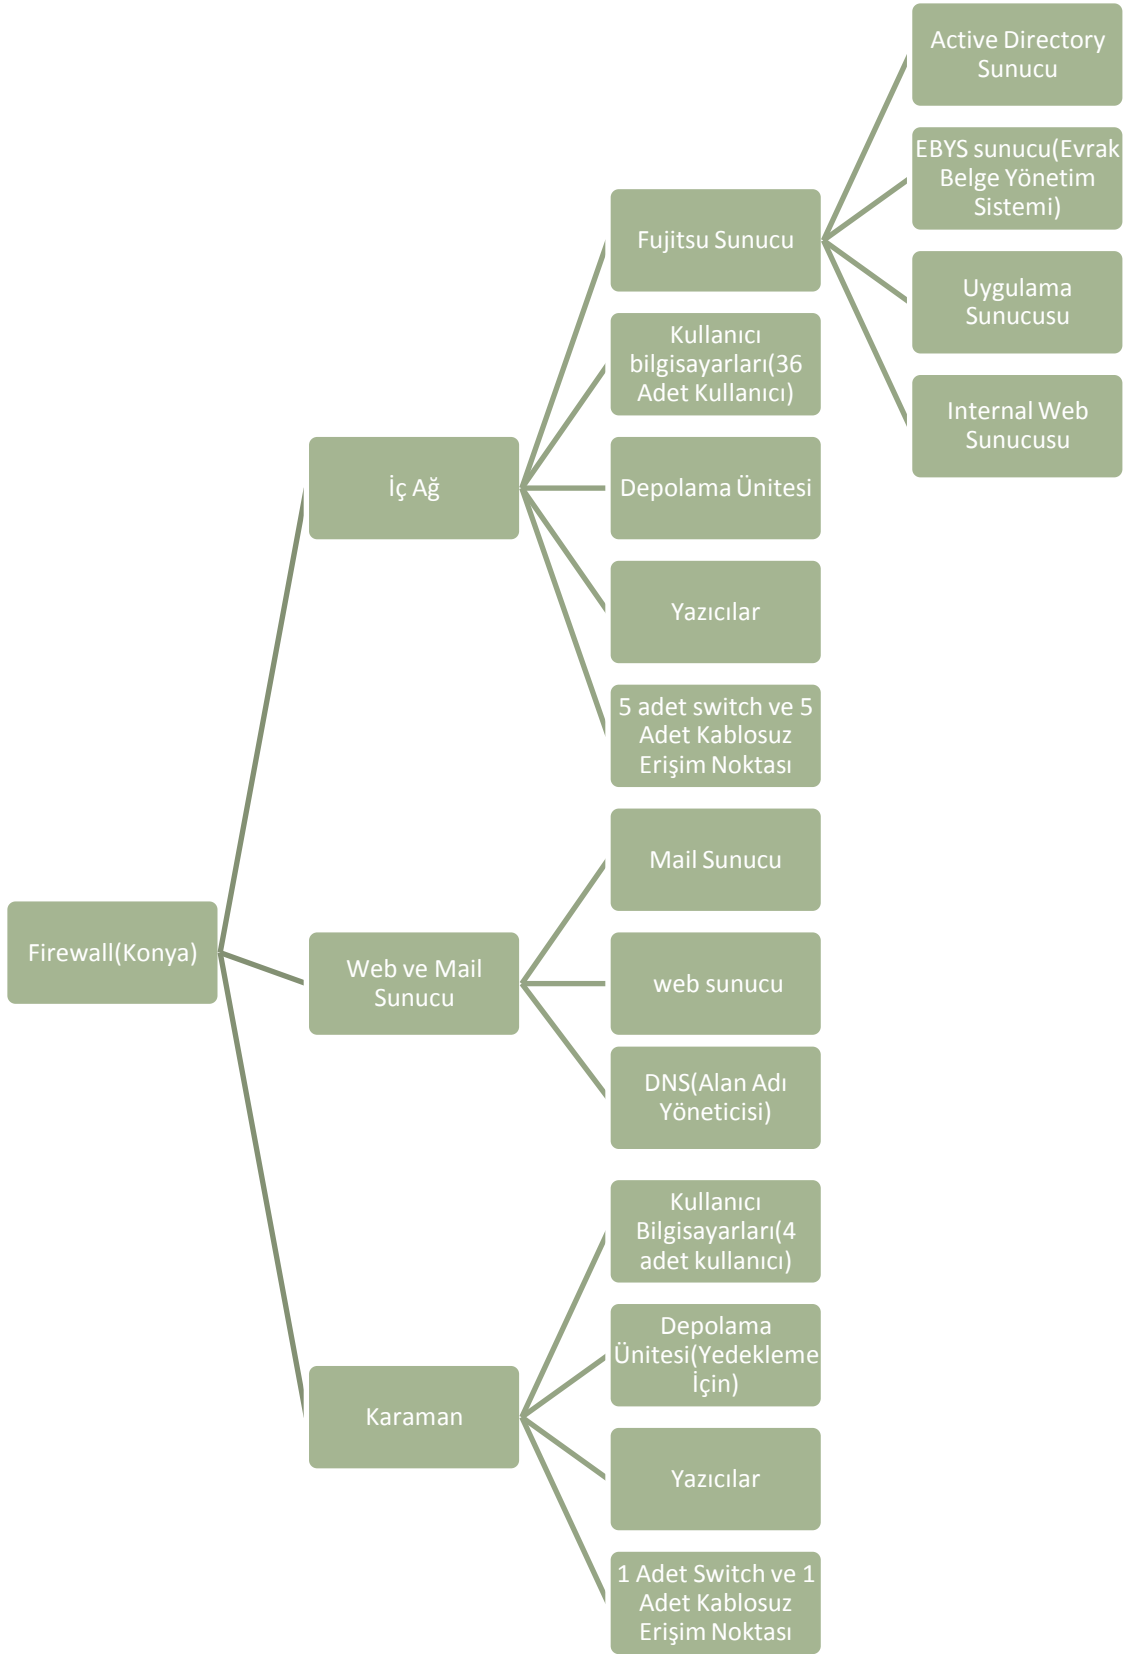 Firewall(Konya)
İç Ağ
Fujitsu Sunucu
Active Directory
Sunucu
EBYS sunucu(Evrak
Belge Yönetim
Sistemi)
Uygulama
Sunucusu
Internal Web
Sunucusu
Kullanıcı
bilgisayarları(36
Adet Kullanıcı)
Depolama Ünitesi
Yazıcılar
5 adet switch ve 5
Adet Kablosuz
Erişim Noktası
Web ve Mail
Sunucu
Mail Sunucu
web sunucu
DNS(Alan Adı
Yöneticisi)
Karaman
Kullanıcı
Bilgisayarları(4
adet kullanıcı)
Depolama
Ünitesi(Yedekleme
İçin)
Yazıcılar
1 Adet Switch ve 1
Adet Kablosuz
Erişim Noktası